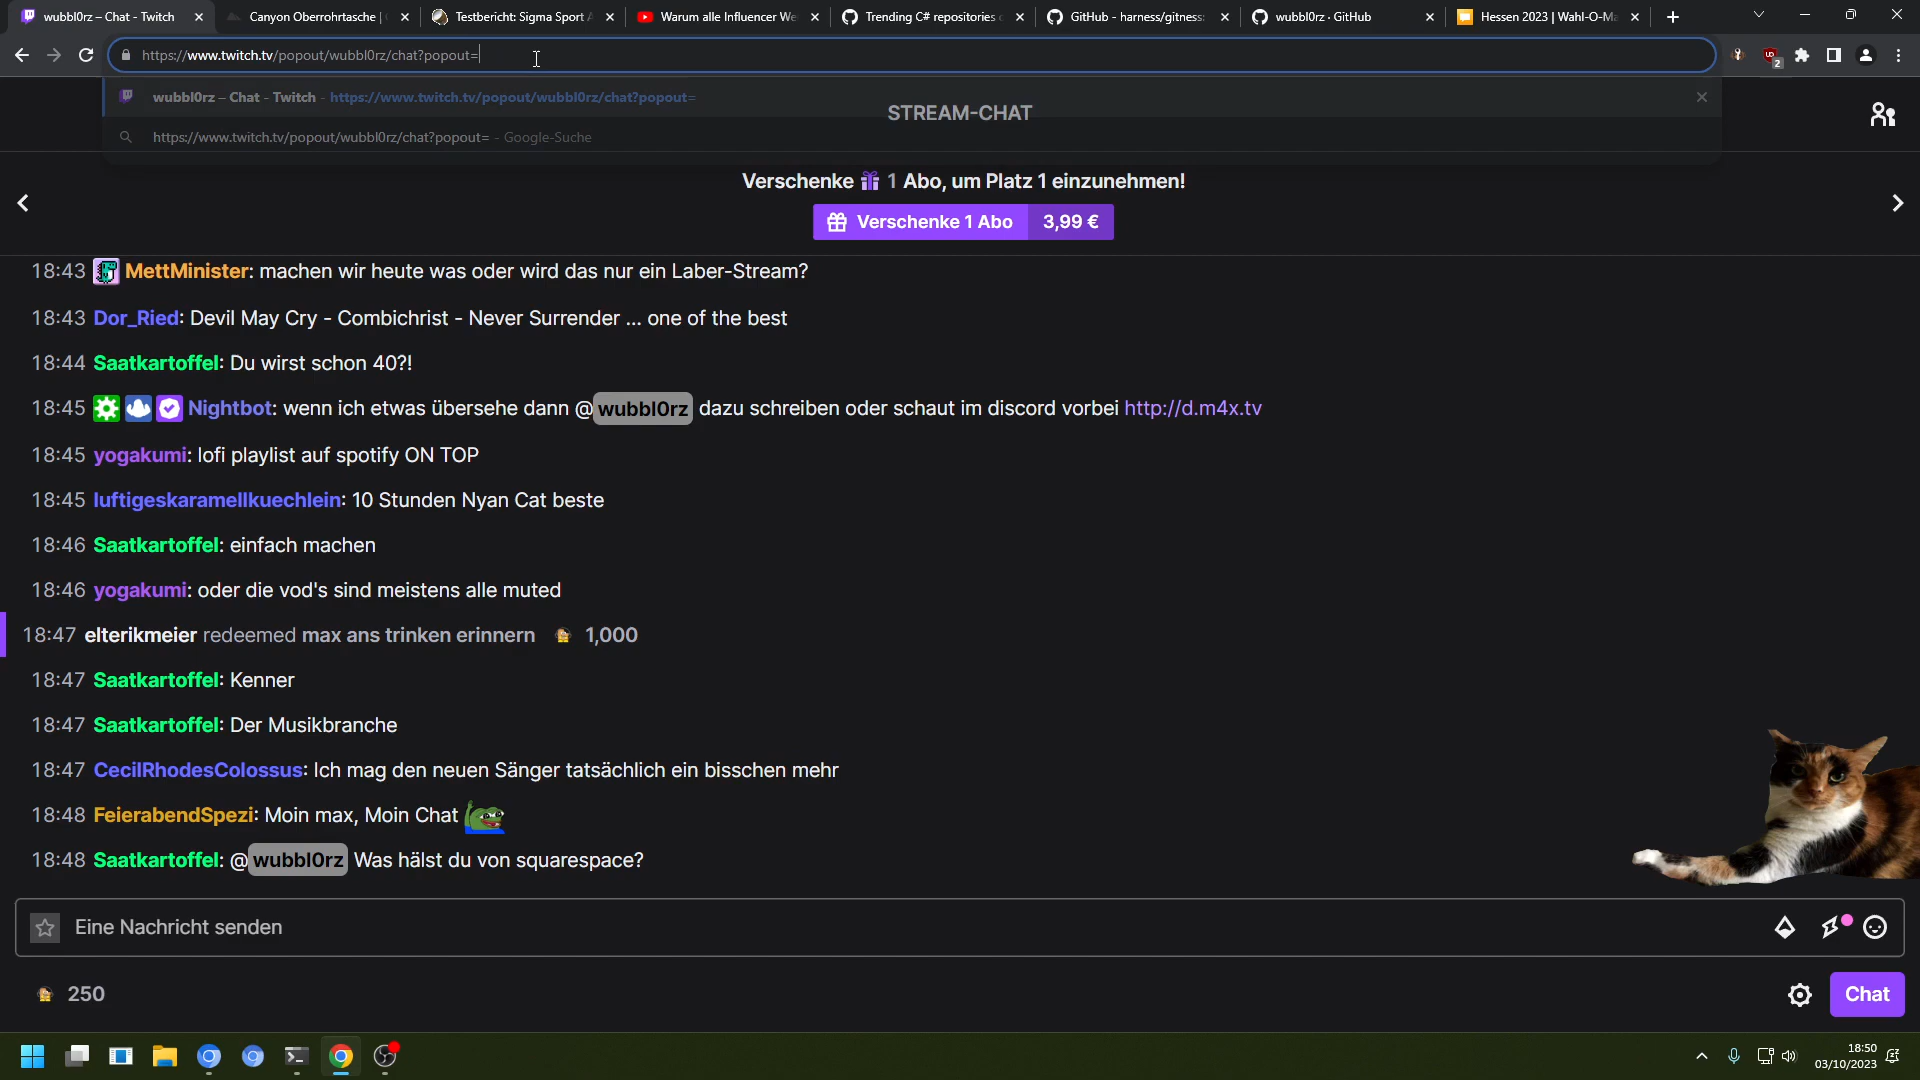 wubbl0rz – Chat - Twitch
Canyon Oberrohrtasche |
Testbericht: Sigma Sport
Warum alle Influencer We
Trending C# repositories
GitHub - harness/gitness:
wubbl0rz · GitHub
Hessen 2023 | Wahl-O-Ma
https://www.twitch.tv/popout/wubbl0rz/chat?popout=
2
wubbl0rz – Chat - Twitch - https://www.twitch.tv/popout/wubbl0rz/chat?popout=
https://www.twitch.tv/popout/wubbl0rz/chat?popout= - Google-Suche
STREAM-CHAT
Verschenke 1 Abo, um Platz 1 einzunehmen!
Verschenke 1 Abo 3,99 €
18:43 MettMinister: machen wir heute was oder wird das nur ein Laber-Stream?
18:43 Dor_Ried: Devil May Cry - Combichrist - Never Surrender ... one of the best
18:44 Saatkartoffel: Du wirst schon 40?!
18:45 Nightbot: wenn ich etwas übersehe dann @wubbl0rz dazu schreiben oder schaut im discord vorbei http://d.m4x.tv
18:45 yogakumi: lofi playlist auf spotify ON TOP
18:45 luftigeskaramellkuechlein: 10 Stunden Nyan Cat beste
18:46 Saatkartoffel: einfach machen
18:46 yogakumi: oder die vod's sind meistens alle muted
18:47 elterikmeier redeemed max ans trinken erinnern 1,000
18:47 Saatkartoffel: Kenner
18:47 Saatkartoffel: Der Musikbranche
18:47 CecilRhodesColossus: Ich mag den neuen Sänger tatsächlich ein bisschen mehr
18:48 FeierabendSpezi: Moin max, Moin Chat
18:48 Saatkartoffel: @wubbl0rz Was hälst du von squarespace?
Eine Nachricht senden
250
Chat
18:50
03/10/2023